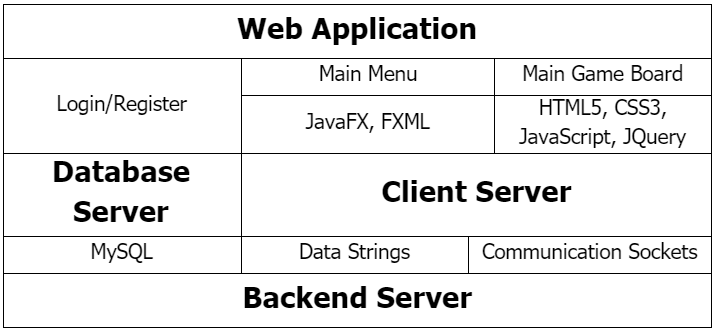 Web Application
Login/Register
Main Menu
Main Game Board
JavaFX, FXML
HTML5, CSS3,
JavaScript, JQuery
Database
Server
Client Server
MySQL
Data Strings
Communication Sockets
Backend Server